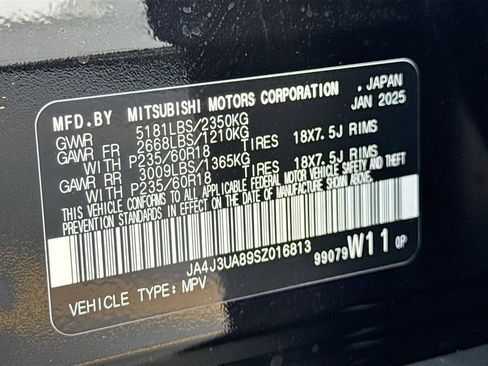 MFD.BY MITSUBISHI MOTORS CORPORATION , JAPAN
JAN 2025
GVWR 5181LBS/2350KG
GAWR FR 2668LBS/1210KG
WITH P235/60R18 TIRES 18X7.5J RIMS
GAWR RR 3009LBS/1365KG
WITH P235/60R18 TIRES 18X7.5J RIMS
THIS VEHICLE CONFORMS TO ALL APPLICABLE FEDERAL MOTOR VEHICLE SAFETY AND THEFT
PREVENTION STANDARDS IN EFFECT ON THE DATE OF MANUFACTURE SHOWN ABOVE.
JA4J3UA89SZ016813
99079W11 0P
VEHICLE TYPE: MPV